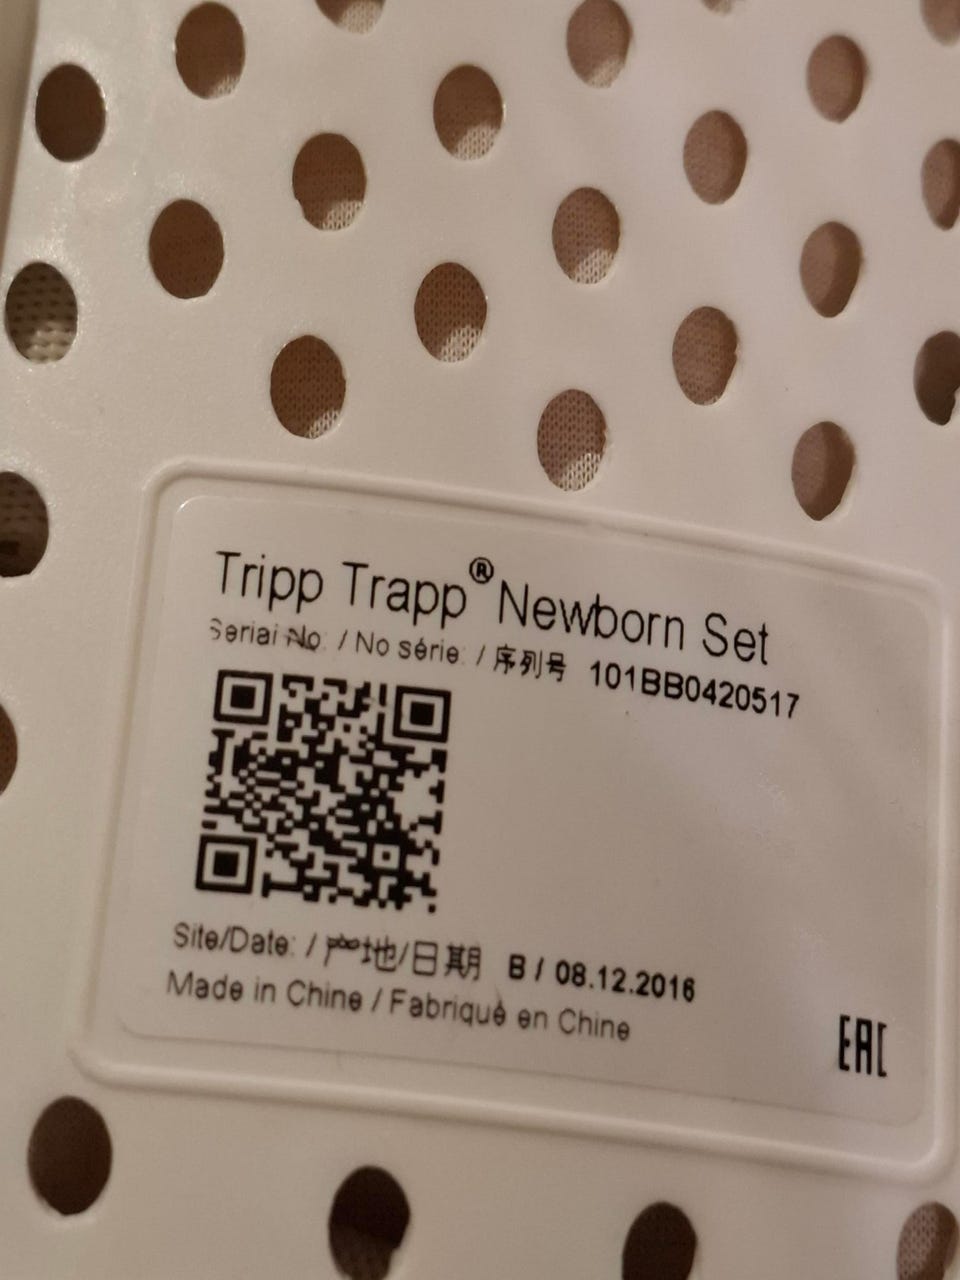 Tripp Trapp® Newborn Set
Serial No: / No série: / 序列号 101BB0420517
Site/Date: / 产地/日期 B / 08.12.2016
Made in Chine / Fabriqué en Chine
EAC